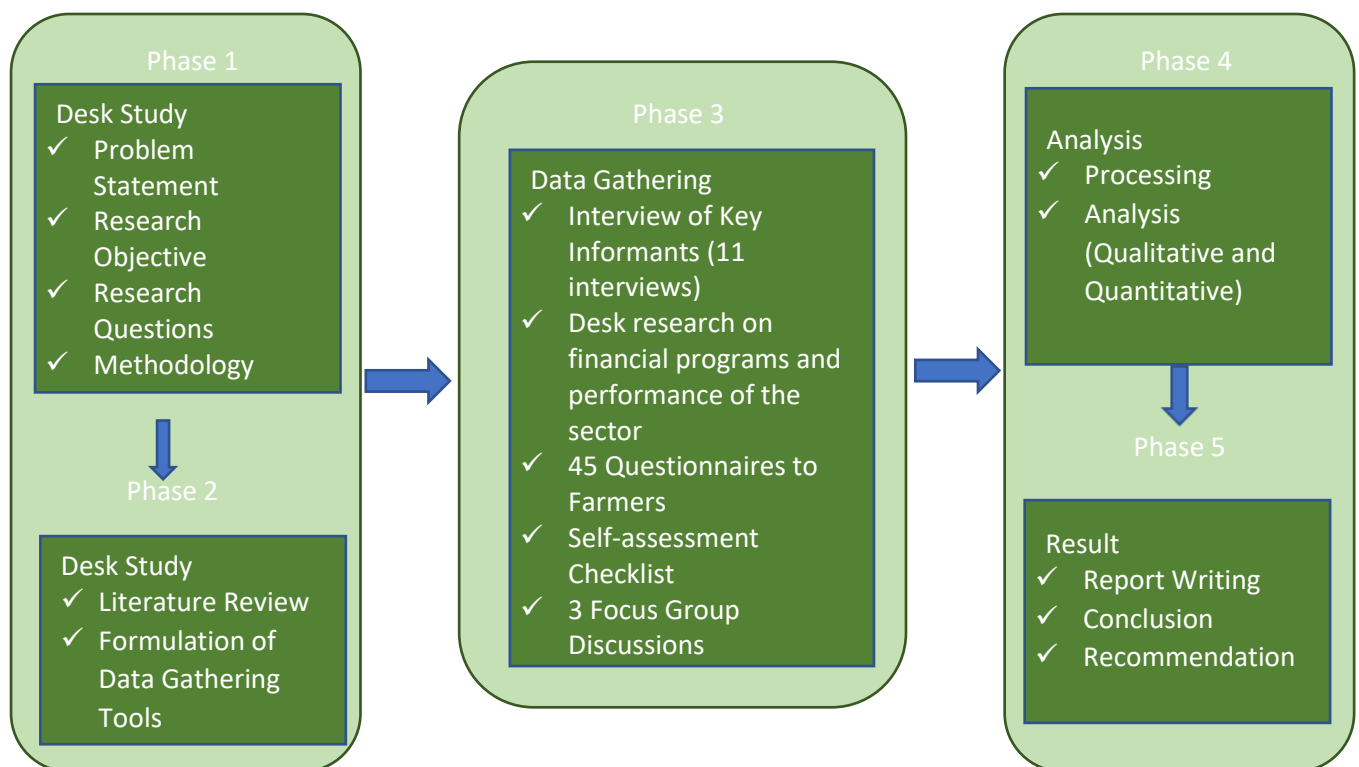 Phase 1
Desk Study
✓ Problem
Statement
✓ Research
Objective
✓ Research
Questions
✓ Methodology
Phase 2
Desk Study
✓ Literature Review
✓ Formulation of
Data Gathering
Tools
Phase 3
Data Gathering
✓ Interview of Key
Informants (11
interviews)
✓ Desk research on
financial programs and
performance of the
sector
✓ 45 Questionnaires to
Farmers
✓ Self-assessment
Checklist
✓ 3 Focus Group
Discussions
Phase 4
Analysis
✓ Processing
✓ Analysis
(Qualitative and
Quantitative)
Phase 5
Result
✓ Report Writing
✓ Conclusion
✓ Recommendation